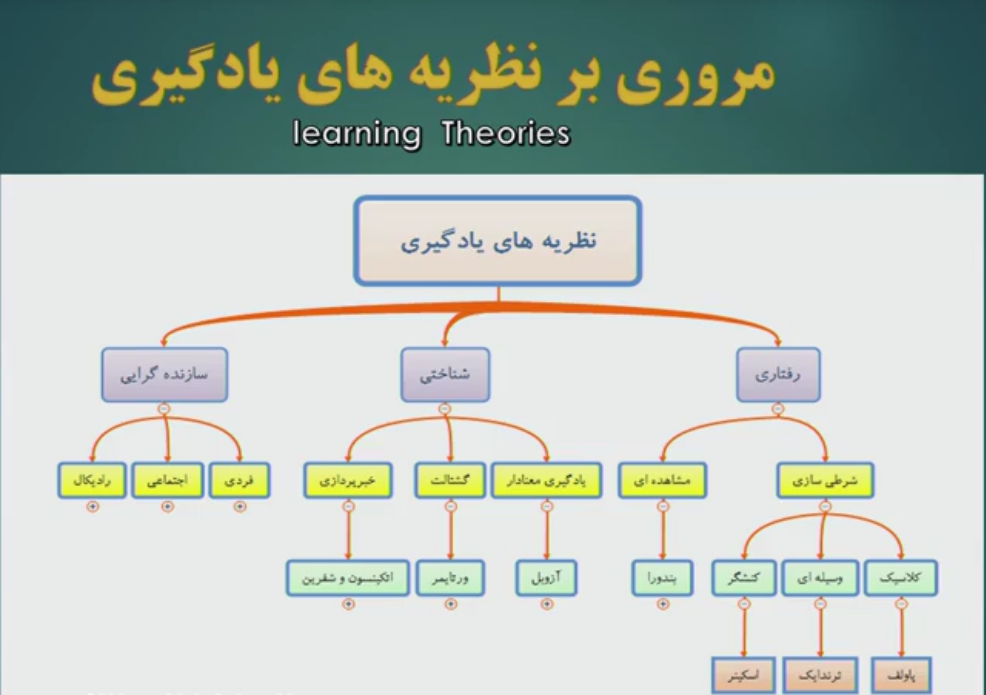 مروری بر نظریه های یادگیری
learning Theories
نظریه های یادگیری
رفتاری
شناختی
سازنده گرایی
شرطی سازی
مشاهده ای
یادگیری معنادار
گشتالت
خبرپردازی
فردی
اجتماعی
رادیکال
کلاسیک
وسیله ای
کنشگر
بندورا
آزوبل
ورتایمر
اتکینسون و شفرین
پاولف
ثرندایک
اسکینر